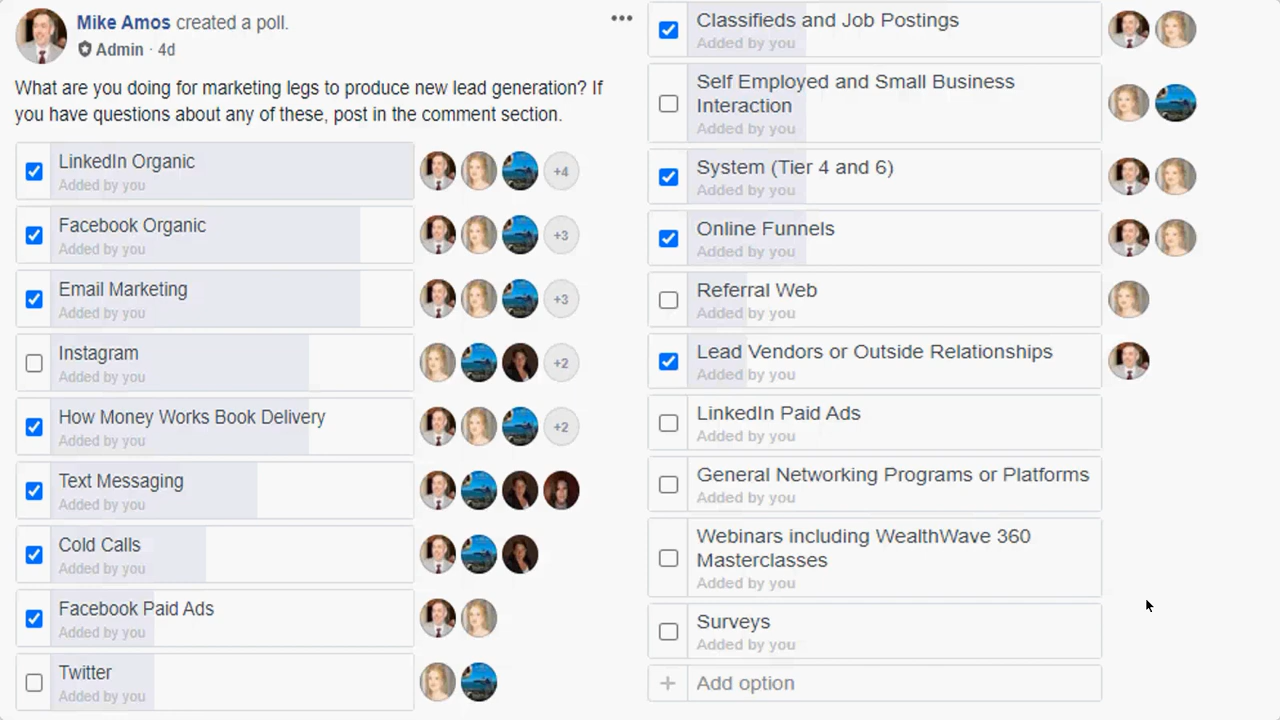 Mike Amos created a poll.
Admin · 4d
What are you doing for marketing legs to produce new lead generation? If
you have questions about any of these, post in the comment section.
LinkedIn Organic
Added by you
+4
Facebook Organic
Added by you
+3
Email Marketing
Added by you
+3
Instagram
Added by you
+2
How Money Works Book Delivery
Added by you
+2
Text Messaging
Added by you
Cold Calls
Added by you
Facebook Paid Ads
Added by you
Twitter
Added by you
Classifieds and Job Postings
Added by you
Self Employed and Small Business
Interaction
Added by you
System (Tier 4 and 6)
Added by you
Online Funnels
Added by you
Referral Web
Added by you
Lead Vendors or Outside Relationships
Added by you
LinkedIn Paid Ads
Added by you
General Networking Programs or Platforms
Added by you
Webinars including WealthWave 360
Masterclasses
Added by you
Surveys
Added by you
Add option